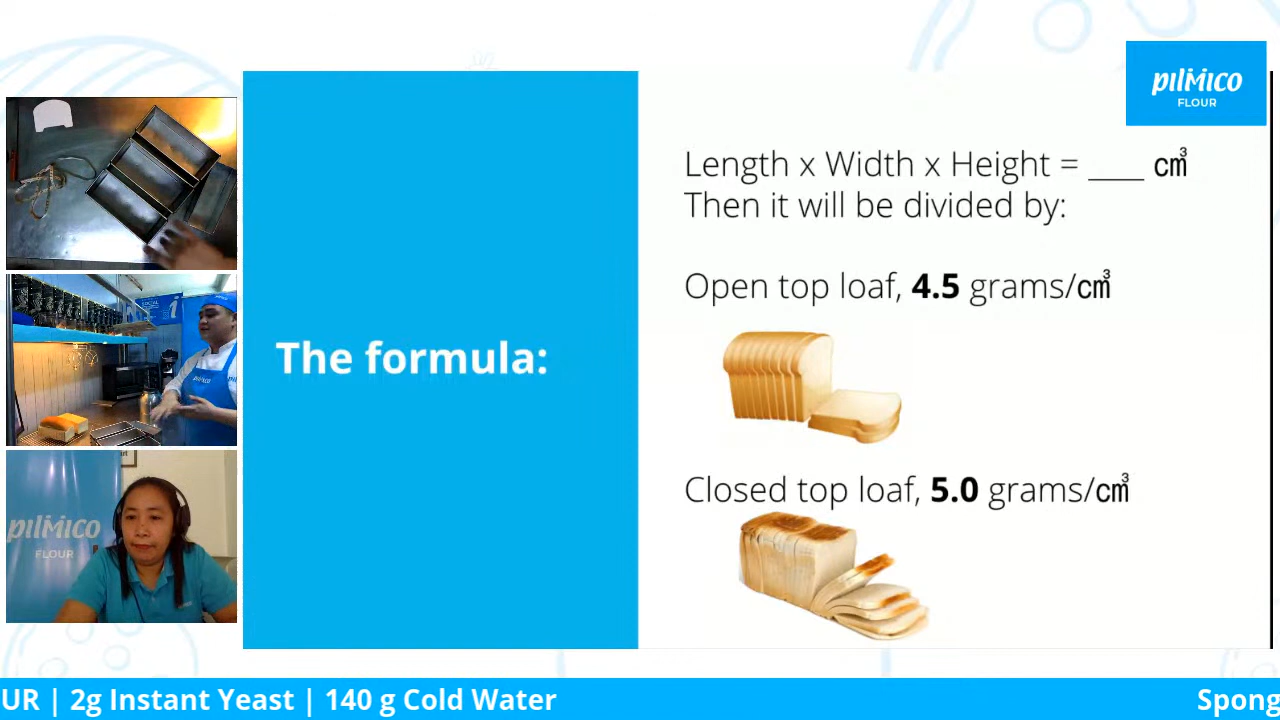 PILMICO
FLOUR
Length x Width x Height = ____ cm³
Then it will be divided by:
Open top loaf, 4.5 grams/cm³
The formula:
Closed top loaf, 5.0 grams/cm³
LOCAL
i
PILMICO
FLOUR
UR | 2g Instant Yeast | 140 g Cold Water
Spong